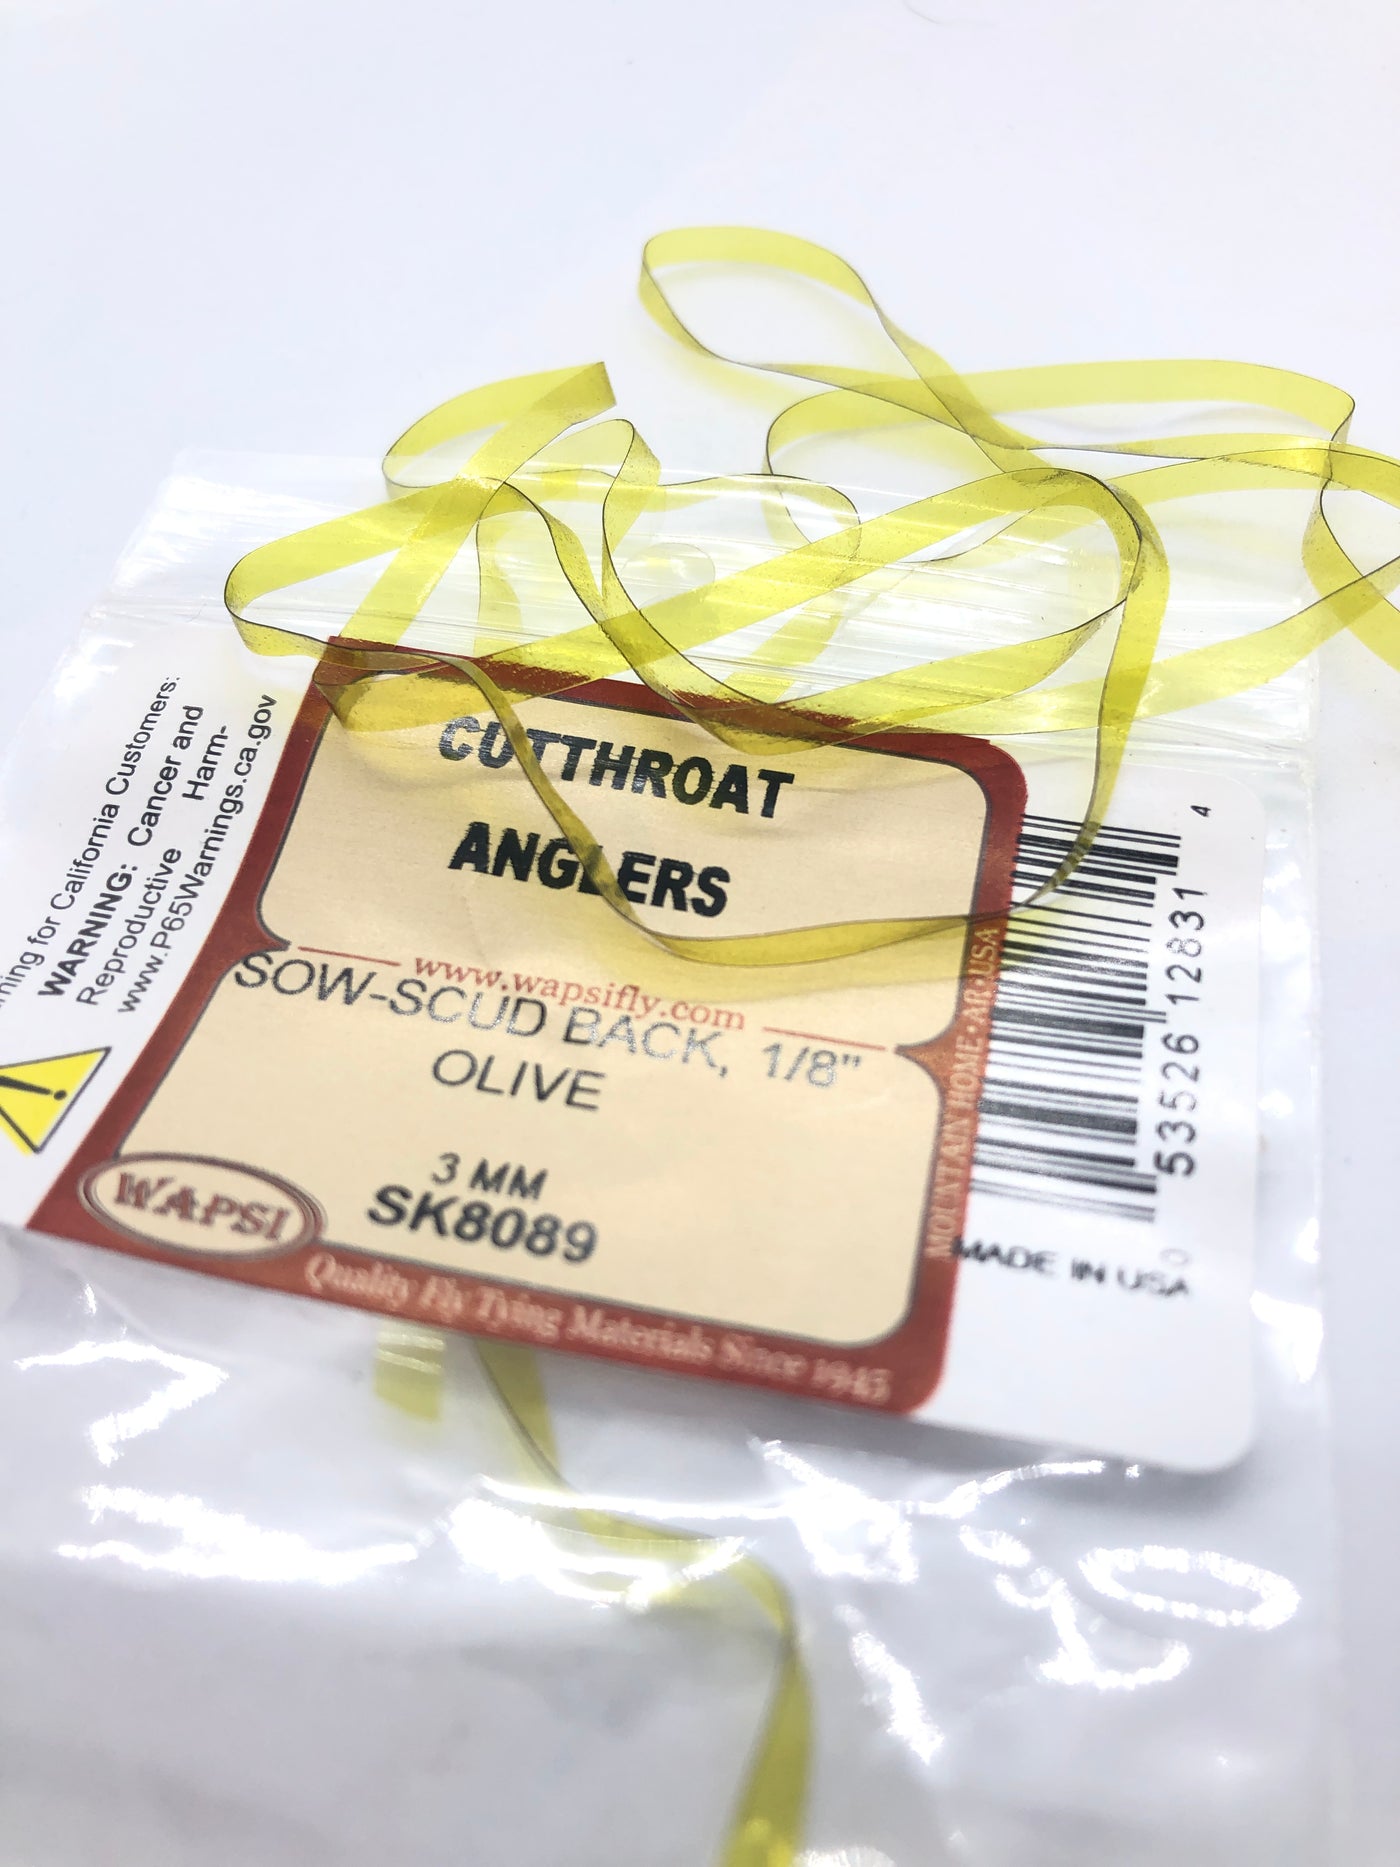 CUTTHROAT
ANGLERS
www.wapsifly.com
SOW-SCUD BACK, 1/8"
OLIVE
3 MM
SK8089
WAPSI
Quality Fly Tying Materials Since 1945
MOUNTAIN HOME • AR • USA
for California Customers:
WARNING: Cancer and
Reproductive Harm-
www.P65Warnings.ca.gov
53526 12831 4
0
MADE IN USA